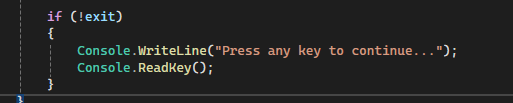 if (!exit)
{
    Console.WriteLine("Press any key to continue...");
    Console.ReadKey();
}
}